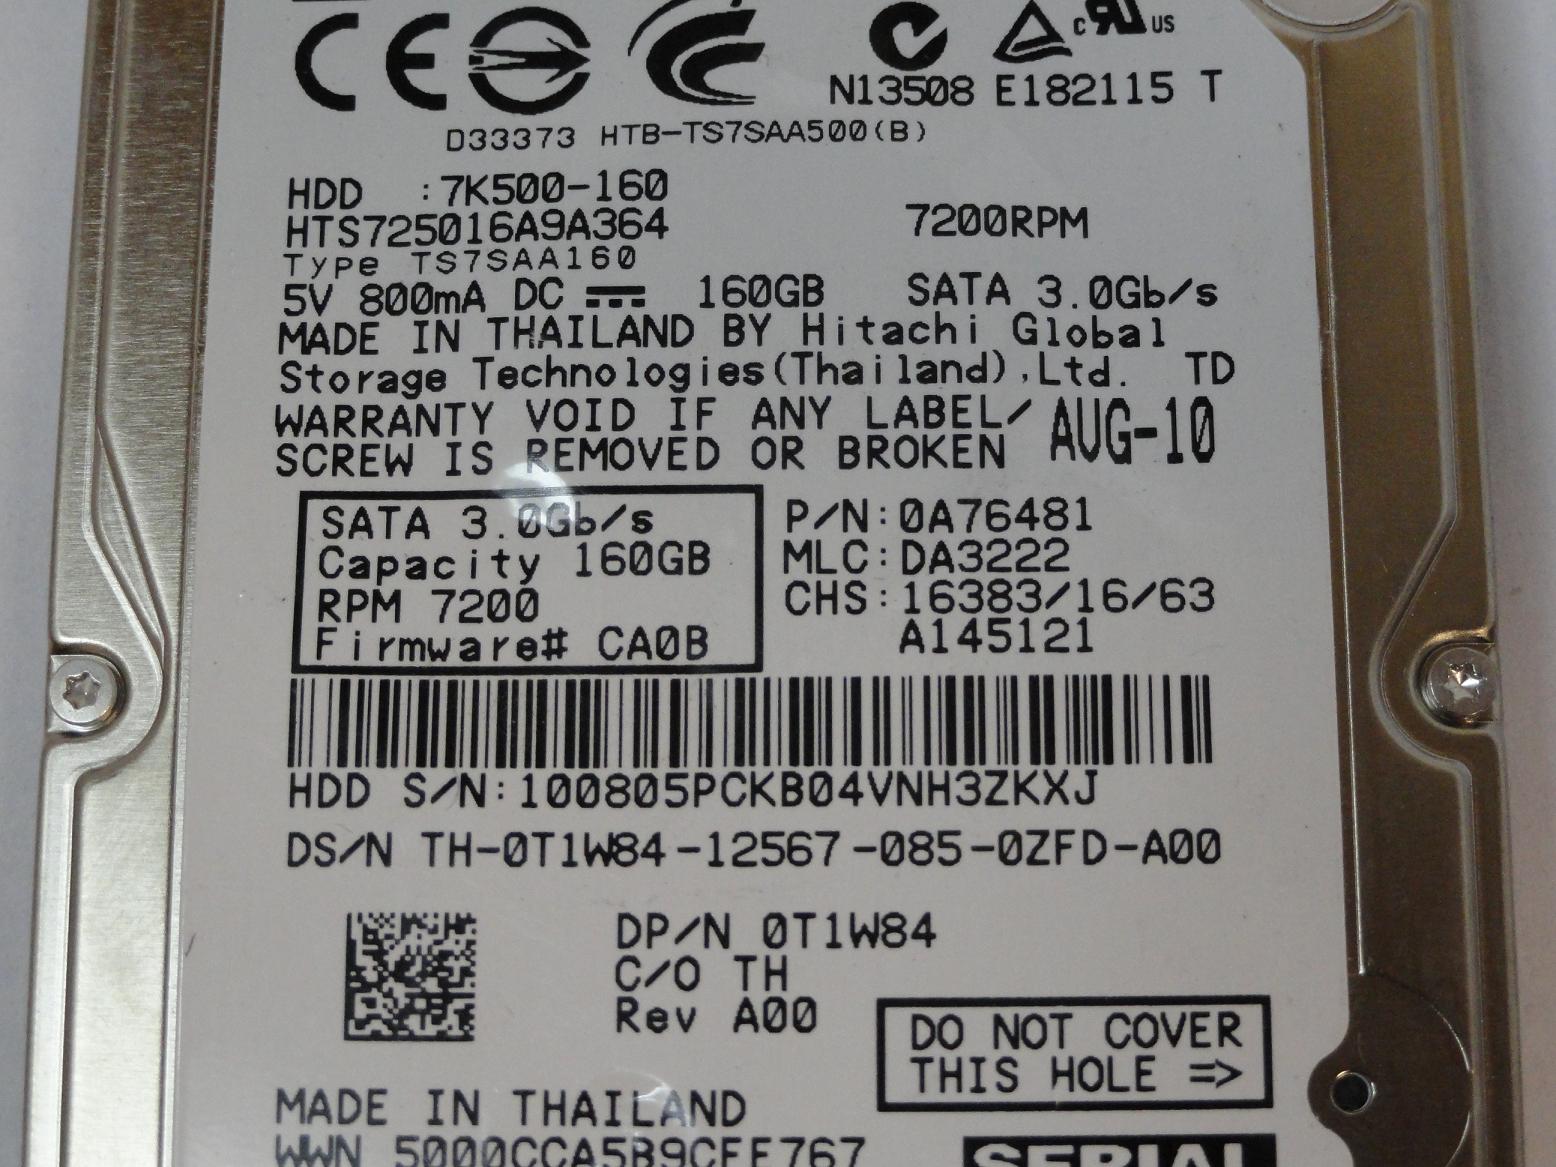 CE
c RU US
N13508 E182115 T
D33373 HTB-TS7SAA500(B)
HDD :7K500-160
HTS725016A9A364 7200RPM
Type TS7SAA160
5V 800mA DC 160GB SATA 3.0Gb/s
MADE IN THAILAND BY Hitachi Global
Storage Technologies(Thailand),Ltd. TD
WARRANTY VOID IF ANY LABEL/
SCREW IS REMOVED OR BROKEN AUG-10
SATA 3.0Gb/s
Capacity 160GB
RPM 7200
Firmware# CA0B
P/N:0A76481
MLC:DA3222
CHS:16383/16/63
A145121
HDD S/N:100805PCKB04VNH3ZKXJ
DS/N TH-0T1W84-12567-085-0ZFD-A00
DP/N 0T1W84
C/O TH
Rev A00
DO NOT COVER
THIS HOLE =>
MADE IN THAILAND
WWN 5000CCA5B9CFF767
SERIAL